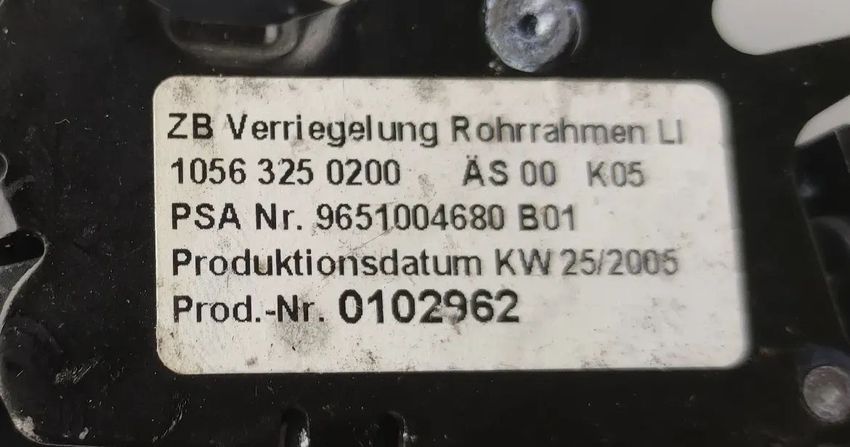 ZB Verriegelung Rohrrahmen LI
1056 325 0200 ÄS 00 K05
PSA Nr. 9651004680 B01
Produktionsdatum KW 25/2005
Prod.-Nr. 0102962